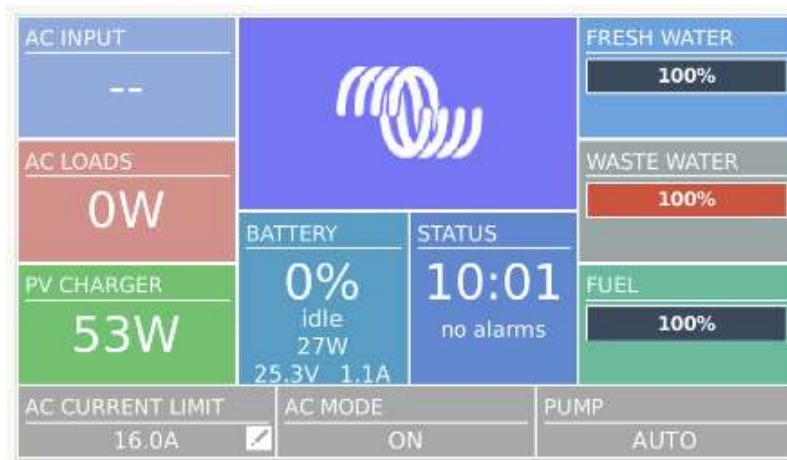 AC INPUT
--
AC LOADS
0W
PV CHARGER
53W
BATTERY
0%
idle
27W
25.3V 1.1A
STATUS
10:01
no alarms
FRESH WATER
100%
WASTE WATER
100%
FUEL
100%
AC CURRENT LIMIT
16.0A
AC MODE
ON
PUMP
AUTO